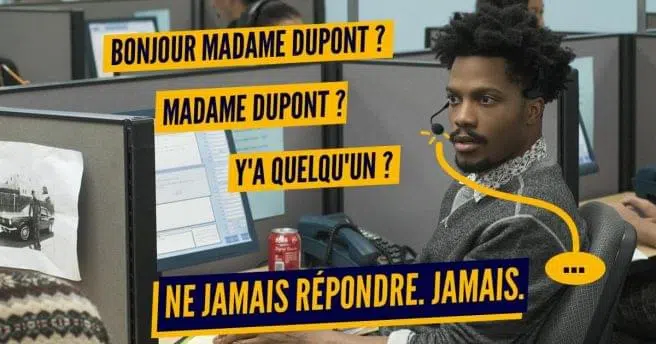 BONJOUR MADAME DUPONT ?
MADAME DUPONT ?
Y'A QUELQU'UN ?
...
NE JAMAIS RÉPONDRE. JAMAIS.